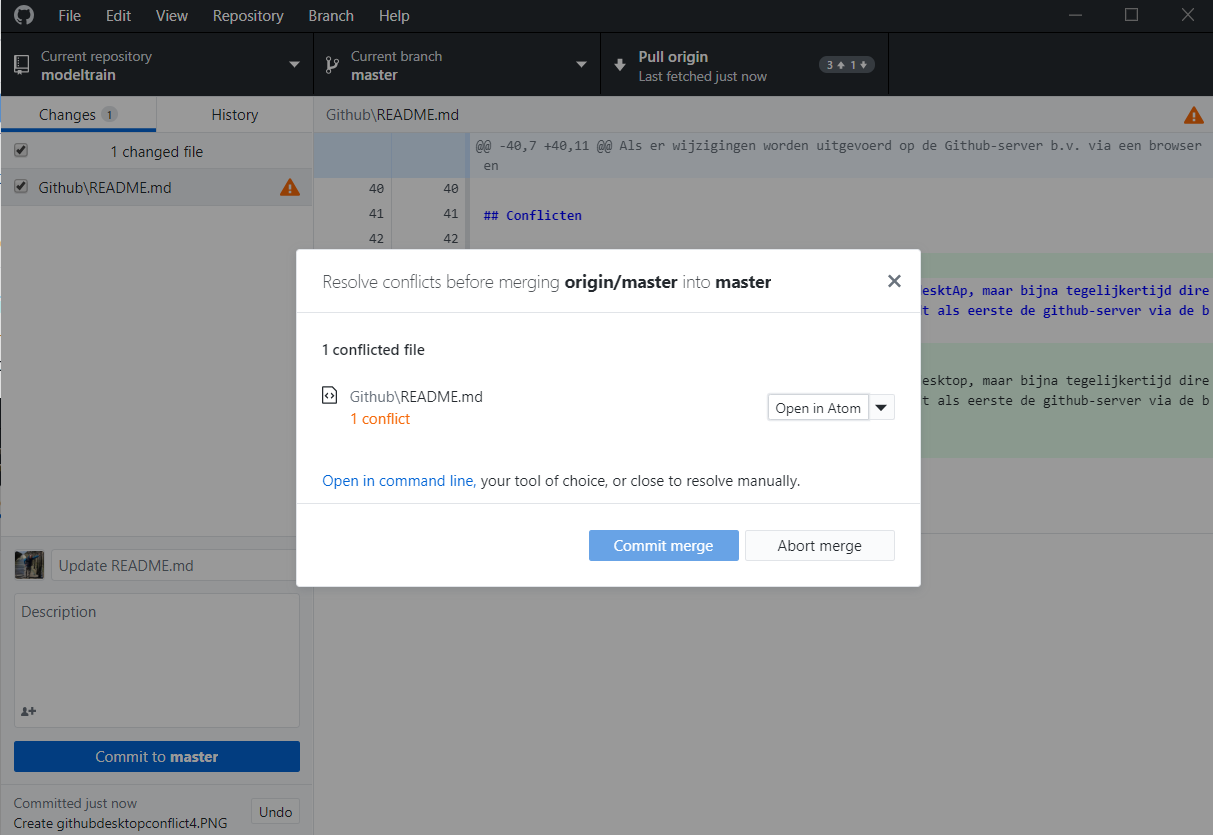 File Edit View Repository Branch Help
Current repository
modeltrain
Current branch
master
Pull origin
Last fetched just now
3 1
Changes 1
History
1 changed file
Github\README.md
Github\README.md
@@ -40,7 +40,11 @@ Als er wijzigingen worden uitgevoerd op de Github-server b.v. via een browser
en
40 40
41 41 ## Conflicten
42 42
esktAp, maar bijna tegelijkertijd dire
t als eerste de github-server via de b
esktop, maar bijna tegelijkertijd dire
t als eerste de github-server via de b
Resolve conflicts before merging origin/master into master
1 conflicted file
Github\README.md
1 conflict
Open in Atom
Open in command line, your tool of choice, or close to resolve manually.
Commit merge
Abort merge
Update README.md
Description
Commit to master
Committed just now
Create githubdesktopconflict4.PNG
Undo